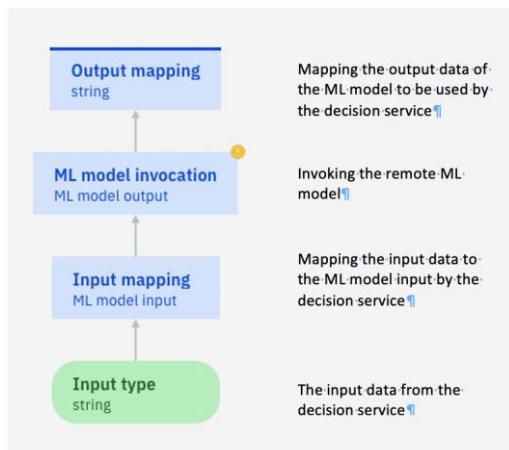 Output mapping
string
Mapping the output data of
the ML model to be used by
the decision service¶
ML model invocation
ML model output
Invoking the remote ML
model¶
Input mapping
ML model input
Mapping the input data to
the ML model input by the
decision service¶
Input type
string
The input data from the
decision service¶